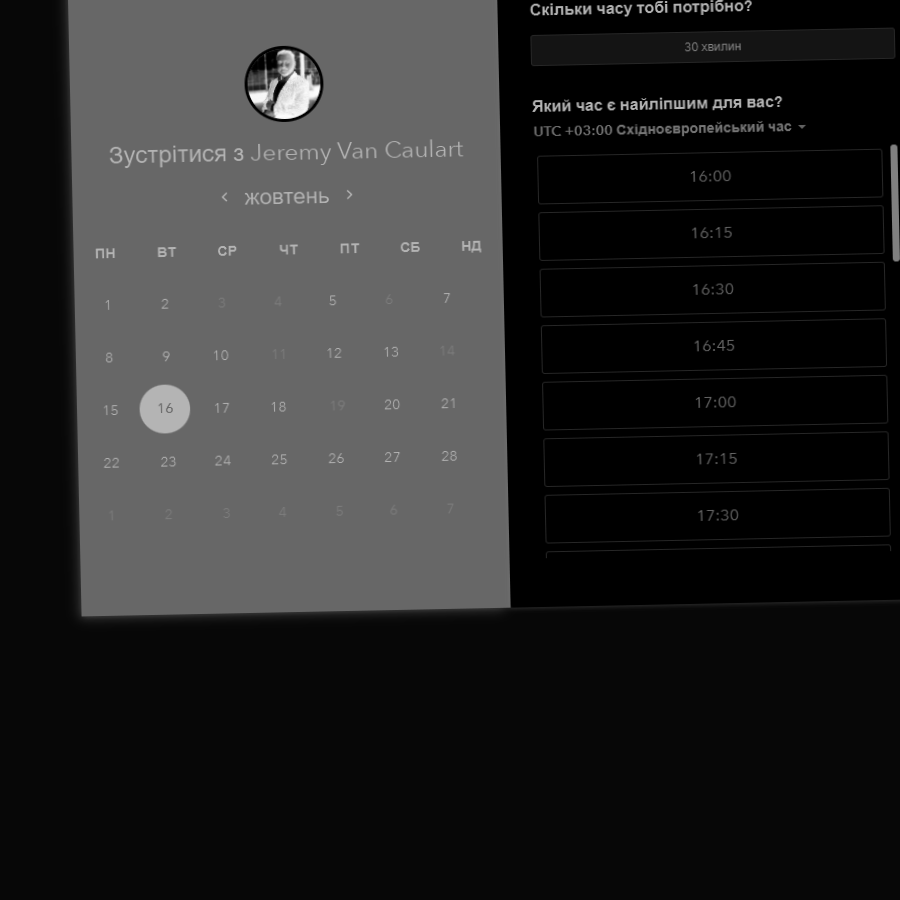 Зустрітися з Jeremy Van Caulart
жовтень
ПН ВТ СР ЧТ ПТ СБ НД
1 2 3 4 5 6 7
8 9 10 11 12 13 14
15 16 17 18 19 20 21
22 23 24 25 26 27 28
1 2 3 4 5 6 7
Скільки часу тобі потрібно?
30 хвилин
Який час є найліпшим для вас?
UTC +03:00 Східноєвропейський час
16:00
16:15
16:30
16:45
17:00
17:15
17:30